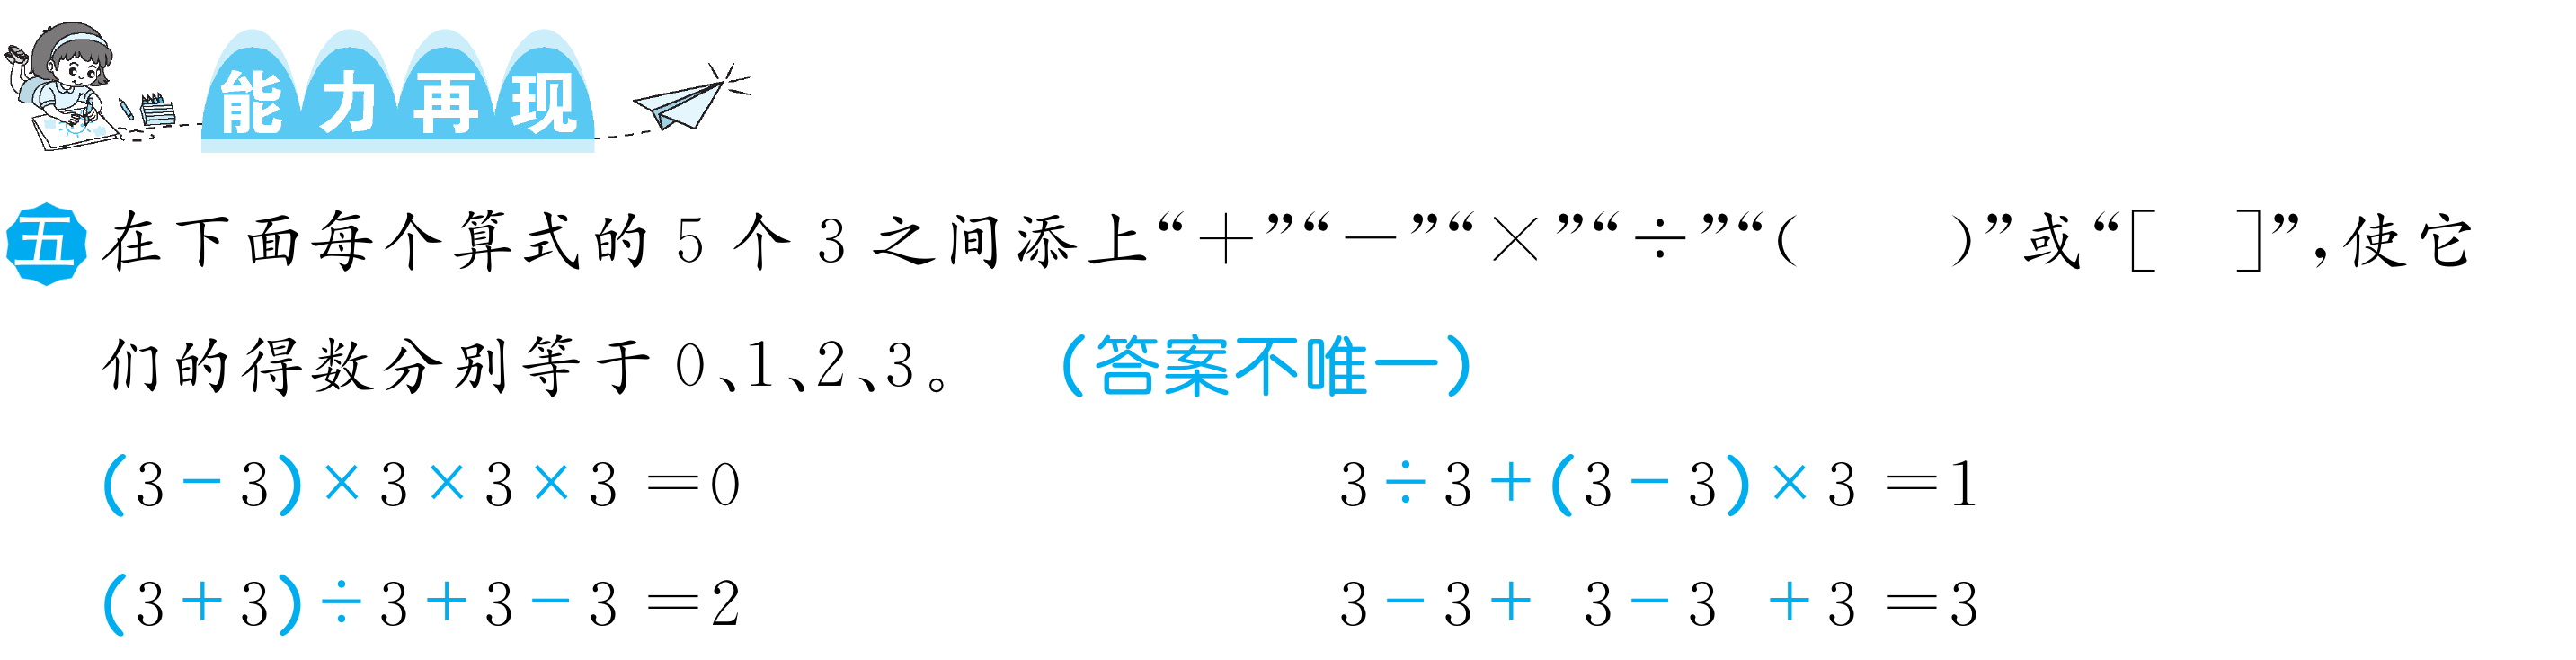 能力再现
五 在下面每个算式的 5 个 3 之间添上“＋”“－”“×”“÷”“(　　)”或“[　]”,使它
们的得数分别等于 0、1、2、3。 (答案不唯一)
(3－3)×3×3×3＝0　　3÷3＋(3－3)×3＝1
(3＋3)÷3＋3－3＝2　　3－3＋ 3－3 ＋3＝3